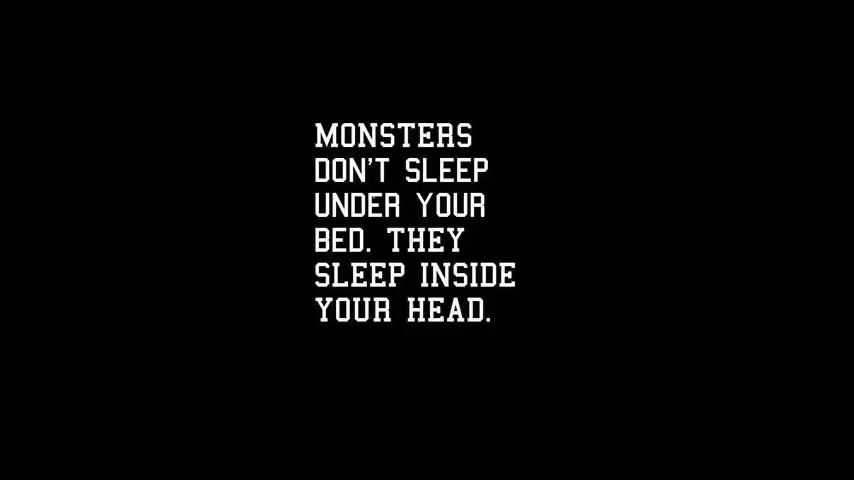 MONSTERS
DON'T SLEEP
UNDER YOUR
BED. THEY
SLEEP INSIDE
YOUR HEAD.